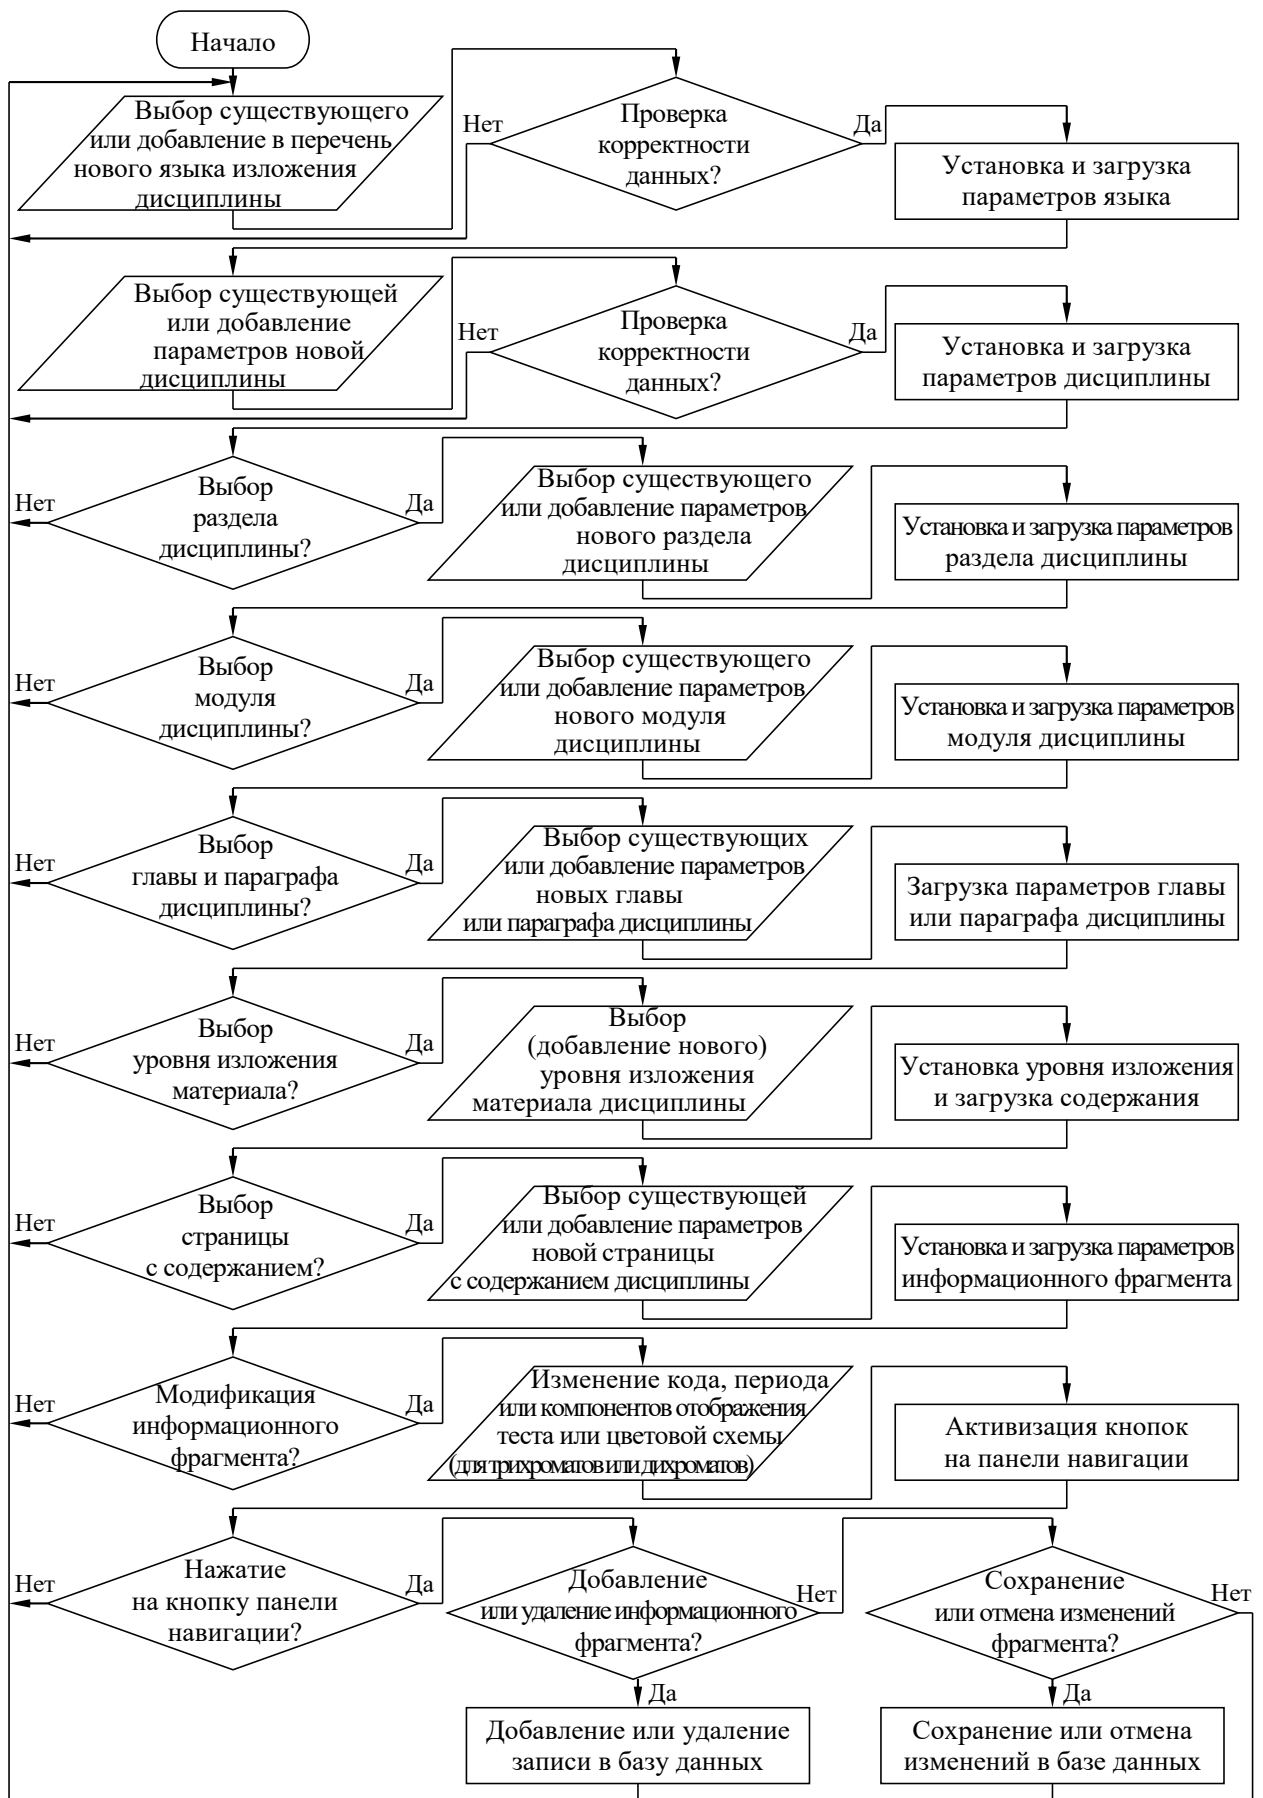 Начало
Выбор существующего
или добавление в перечень
нового языка изложения
дисциплины
Нет
Проверка
корректности
данных?
Да
Установка и загрузка
параметров языка
Выбор существующей
или добавление
параметров новой
дисциплины
Нет
Проверка
корректности
данных?
Да
Установка и загрузка
параметров дисциплины
Нет
Выбор
раздела
дисциплины?
Да
Выбор существующего
или добавление параметров
нового раздела
дисциплины
Установка и загрузка параметров
раздела дисциплины
Нет
Выбор
модуля
дисциплины?
Да
Выбор существующего
или добавление параметров
нового модуля
дисциплины
Установка и загрузка параметров
модуля дисциплины
Нет
Выбор
главы и параграфа
дисциплины?
Да
Выбор существующих
или добавление параметров
новых главы
или параграфа дисциплины
Загрузка параметров главы
или параграфа дисциплины
Нет
Выбор
уровня изложения
материала?
Да
Выбор
(добавление нового)
уровня изложения
материала дисциплины
Установка уровня изложения
и загрузка содержания
Нет
Выбор
страницы
с содержанием?
Да
Выбор существующей
или добавление параметров
новой страницы
с содержанием дисциплины
Установка и загрузка параметров
информационного фрагмента
Нет
Модификация
информационного
фрагмента?
Да
Изменение кода, периода
или компонентов отображения
теста или цветовой схемы
(для трихроматов или дихроматов)
Активизация кнопок
на панели навигации
Нет
Нажатие
на кнопку панели
навигации?
Да
Добавление
или удаление информационного
фрагмента?
Нет
Сохранение
или отмена изменений
фрагмента?
Нет
Да
Да
Добавление или удаление
записи в базу данных
Сохранение или отмена
изменений в базе данных